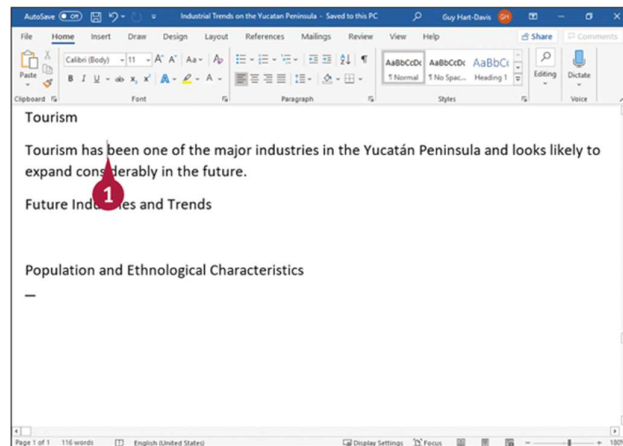 AutoSave Off Industrial Trends on the Yucatan Peninsula - Saved to this PC Guy Hart-Davis GH
File Home Insert Draw Design Layout References Mailings Review View Help Share Comments
Calibri (Body) 11 A A Aa A
Paste B I U ab x x A A
AaBbCcDc AaBbCcDc AaBbCc
¶ Normal ¶ No Spac... Heading 1
Editing Dictate
Clipboard Font Paragraph Styles Voice
Tourism
Tourism has been one of the major industries in the Yucatán Peninsula and looks likely to
expand considerably in the future.
1
Future Industries and Trends
Population and Ethnological Characteristics
Page 1 of 1 116 words English (United States) Display Settings Focus 180%